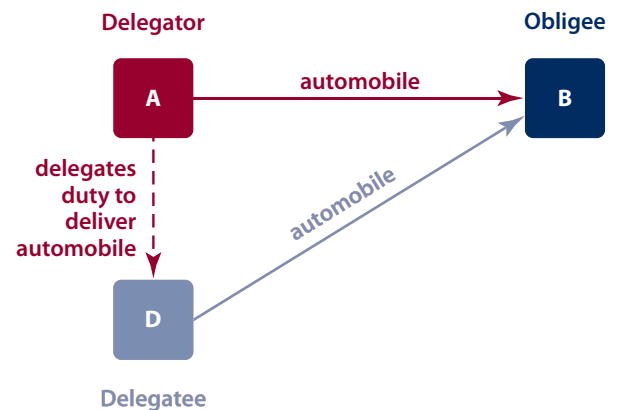 Delegator
Obligee
A
automobile
B
delegates
duty to
deliver
automobile
automobile
D
Delegatee